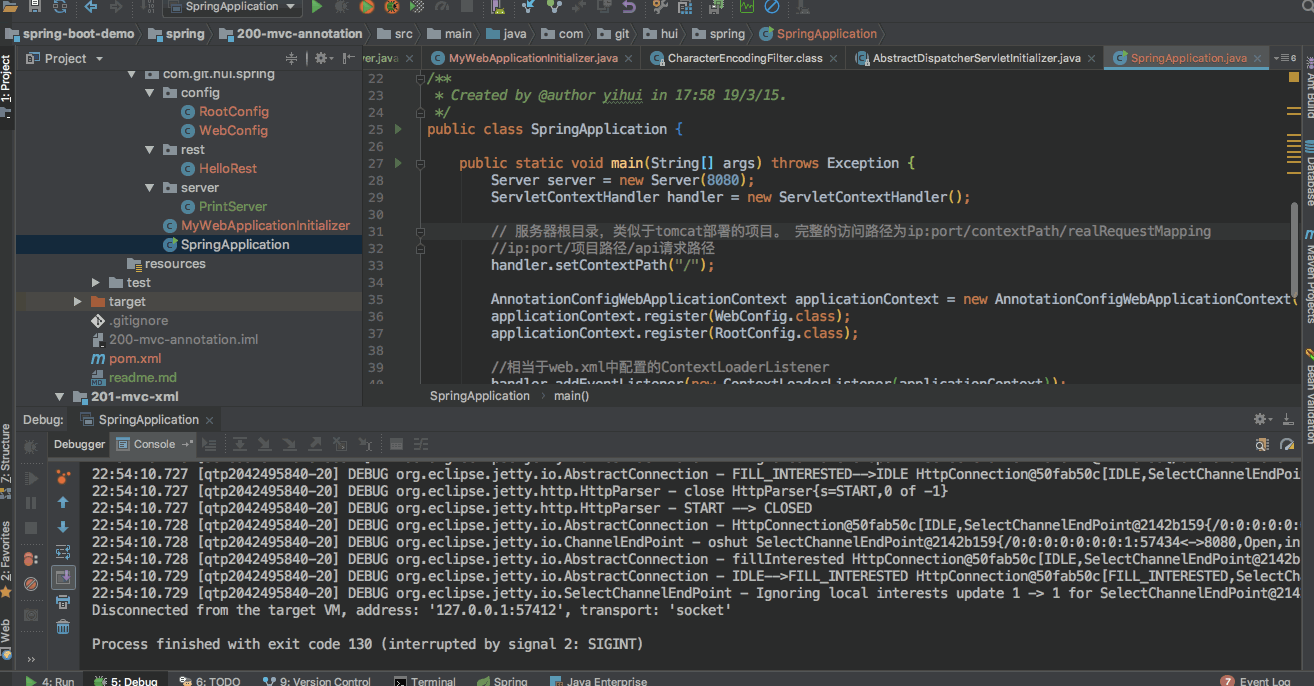 SpringApplication
spring-boot-demo spring 200-mvc-annotation src main java com git hui spring SpringApplication
Project
ver.java MyWebApplicationInitializer.java CharacterEncodingFilter.class AbstractDispatcherServletInitializer.java SpringApplication.java 6
1: Project
com.git.hui.spring
config
RootConfig
WebConfig
rest
HelloRest
server
PrintServer
MyWebApplicationInitializer
SpringApplication
resources
test
target
.gitignore
200-mvc-annotation.iml
pom.xml
readme.md
201-mvc-xml
22 /**
23 * Created by @author yihui in 17:58 19/3/15.
24 */
25 public class SpringApplication {
26
27 public static void main(String[] args) throws Exception {
28 Server server = new Server(8080);
29 ServletContextHandler handler = new ServletContextHandler();
30
31 // 服务器根目录，类似于tomcat部署的项目。 完整的访问路径为ip:port/contextPath/realRequestMapping
32 //ip:port/项目路径/api请求路径
33 handler.setContextPath("/");
34
35 AnnotationConfigWebApplicationContext applicationContext = new AnnotationConfigWebApplicationContext(
36 applicationContext.register(WebConfig.class);
37 applicationContext.register(RootConfig.class);
38
39 //相当于web.xml中配置的ContextLoaderListener
40 handler.addEventListener(new ContextLoaderListener(applicationContext));
SpringApplication main()
Ant Build
Database
Maven Projects
Bean Validation
Debug: SpringApplication
Debugger Console
7: Structure
2: Favorites
Web
22:54:10.727 [qtp2042495840-20] DEBUG org.eclipse.jetty.io.AbstractConnection - FILL_INTERESTED-->IDLE HttpConnection@50fab50c[IDLE,SelectChannelEndPoi
22:54:10.727 [qtp2042495840-20] DEBUG org.eclipse.jetty.http.HttpParser - close HttpParser{s=START,0 of -1}
22:54:10.727 [qtp2042495840-20] DEBUG org.eclipse.jetty.http.HttpParser - START --> CLOSED
22:54:10.728 [qtp2042495840-20] DEBUG org.eclipse.jetty.io.AbstractConnection - HttpConnection@50fab50c[IDLE,SelectChannelEndPoint@2142b159{/0:0:0:0:0:
22:54:10.728 [qtp2042495840-20] DEBUG org.eclipse.jetty.io.ChannelEndPoint - oshut SelectChannelEndPoint@2142b159{/0:0:0:0:0:0:0:1:57434<->8080,Open,in
22:54:10.728 [qtp2042495840-20] DEBUG org.eclipse.jetty.io.AbstractConnection - fillInterested HttpConnection@50fab50c[IDLE,SelectChannelEndPoint@2142b
22:54:10.729 [qtp2042495840-20] DEBUG org.eclipse.jetty.io.AbstractConnection - IDLE-->FILL_INTERESTED HttpConnection@50fab50c[FILL_INTERESTED,SelectCh
22:54:10.729 [qtp2042495840-20] DEBUG org.eclipse.jetty.io.SelectChannelEndPoint - Ignoring local interests update 1 -> 1 for SelectChannelEndPoint@214
Disconnected from the target VM, address: '127.0.0.1:57412', transport: 'socket'
Process finished with exit code 130 (interrupted by signal 2: SIGINT)
4: Run 5: Debug 6: TODO 9: Version Control Terminal Spring Java Enterprise 7 Event Log